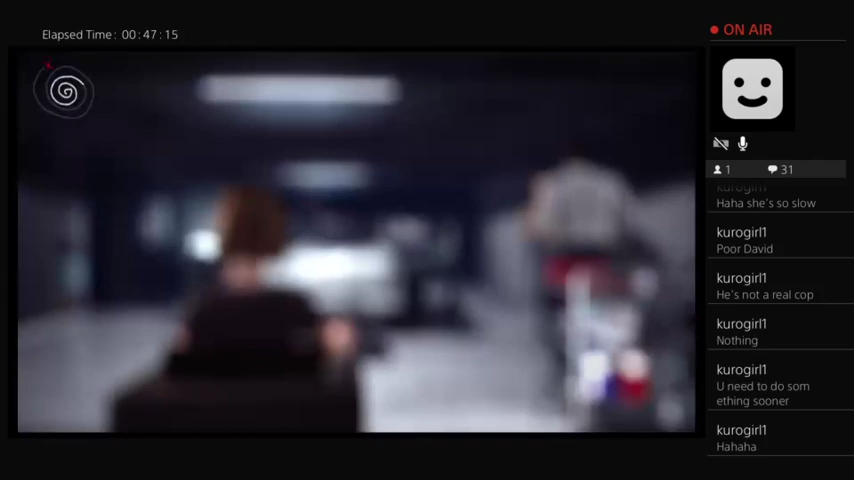 Elapsed Time: 00:47:15
ON AIR
1
31
kurogirl1
Haha she's so slow
kurogirl1
Poor David
kurogirl1
He's not a real cop
kurogirl1
Nothing
kurogirl1
U need to do som
ething sooner
kurogirl1
Hahaha